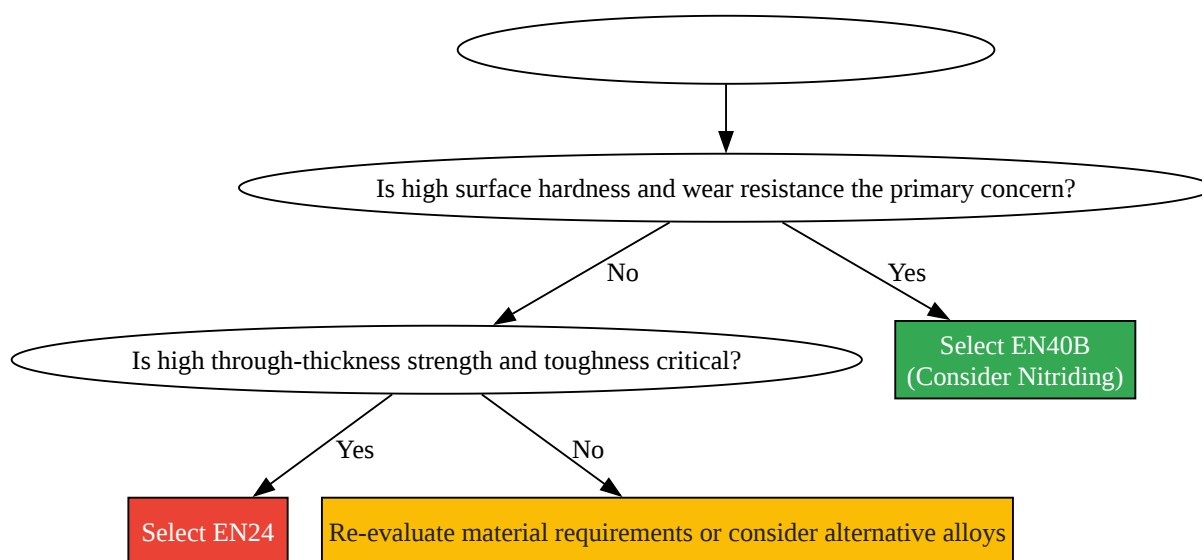 Is high surface hardness and wear resistance the primary concern?
No
Yes
Is high through-thickness strength and toughness critical?
Select EN40B
(Consider Nitriding)
Yes
No
Select EN24
Re-evaluate material requirements or consider alternative alloys